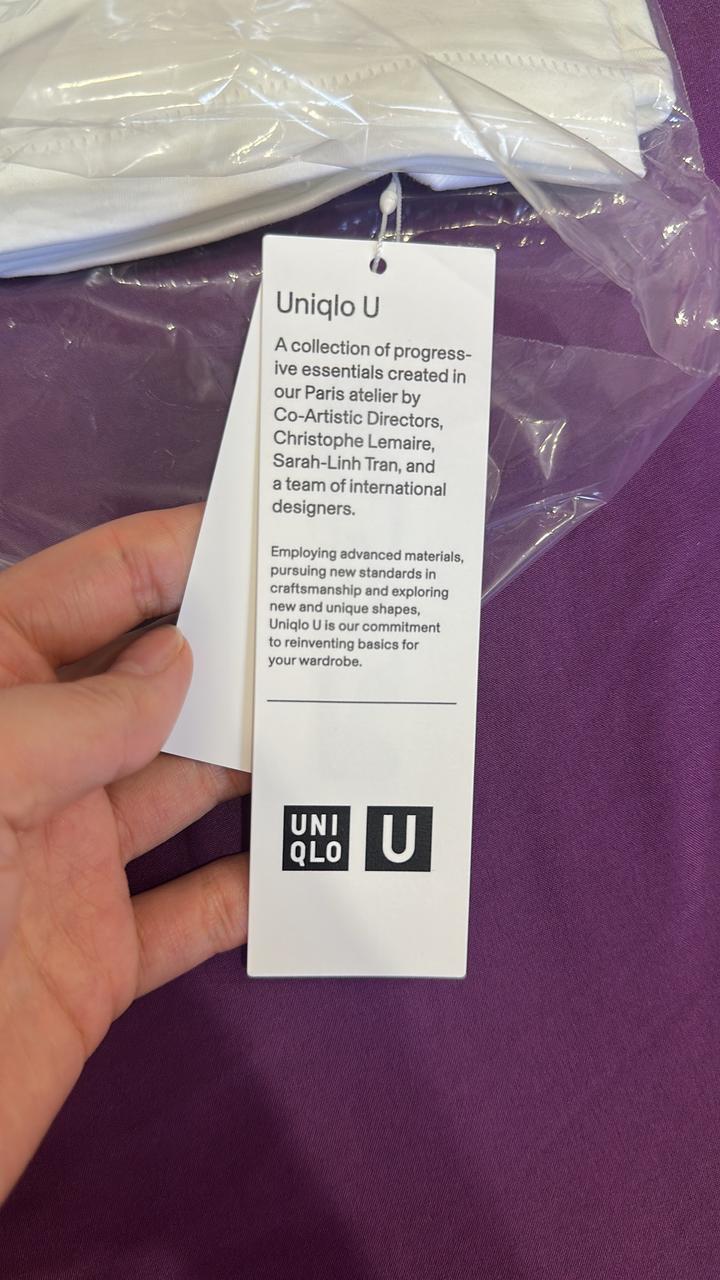 Uniqlo U
A collection of progress-
ive essentials created in
our Paris atelier by
Co-Artistic Directors,
Christophe Lemaire,
Sarah-Linh Tran, and
a team of international
designers.
Employing advanced materials,
pursuing new standards in
craftsmanship and exploring
new and unique shapes,
Uniqlo U is our commitment
to reinventing basics for
your wardrobe.
UNI
QLO
U